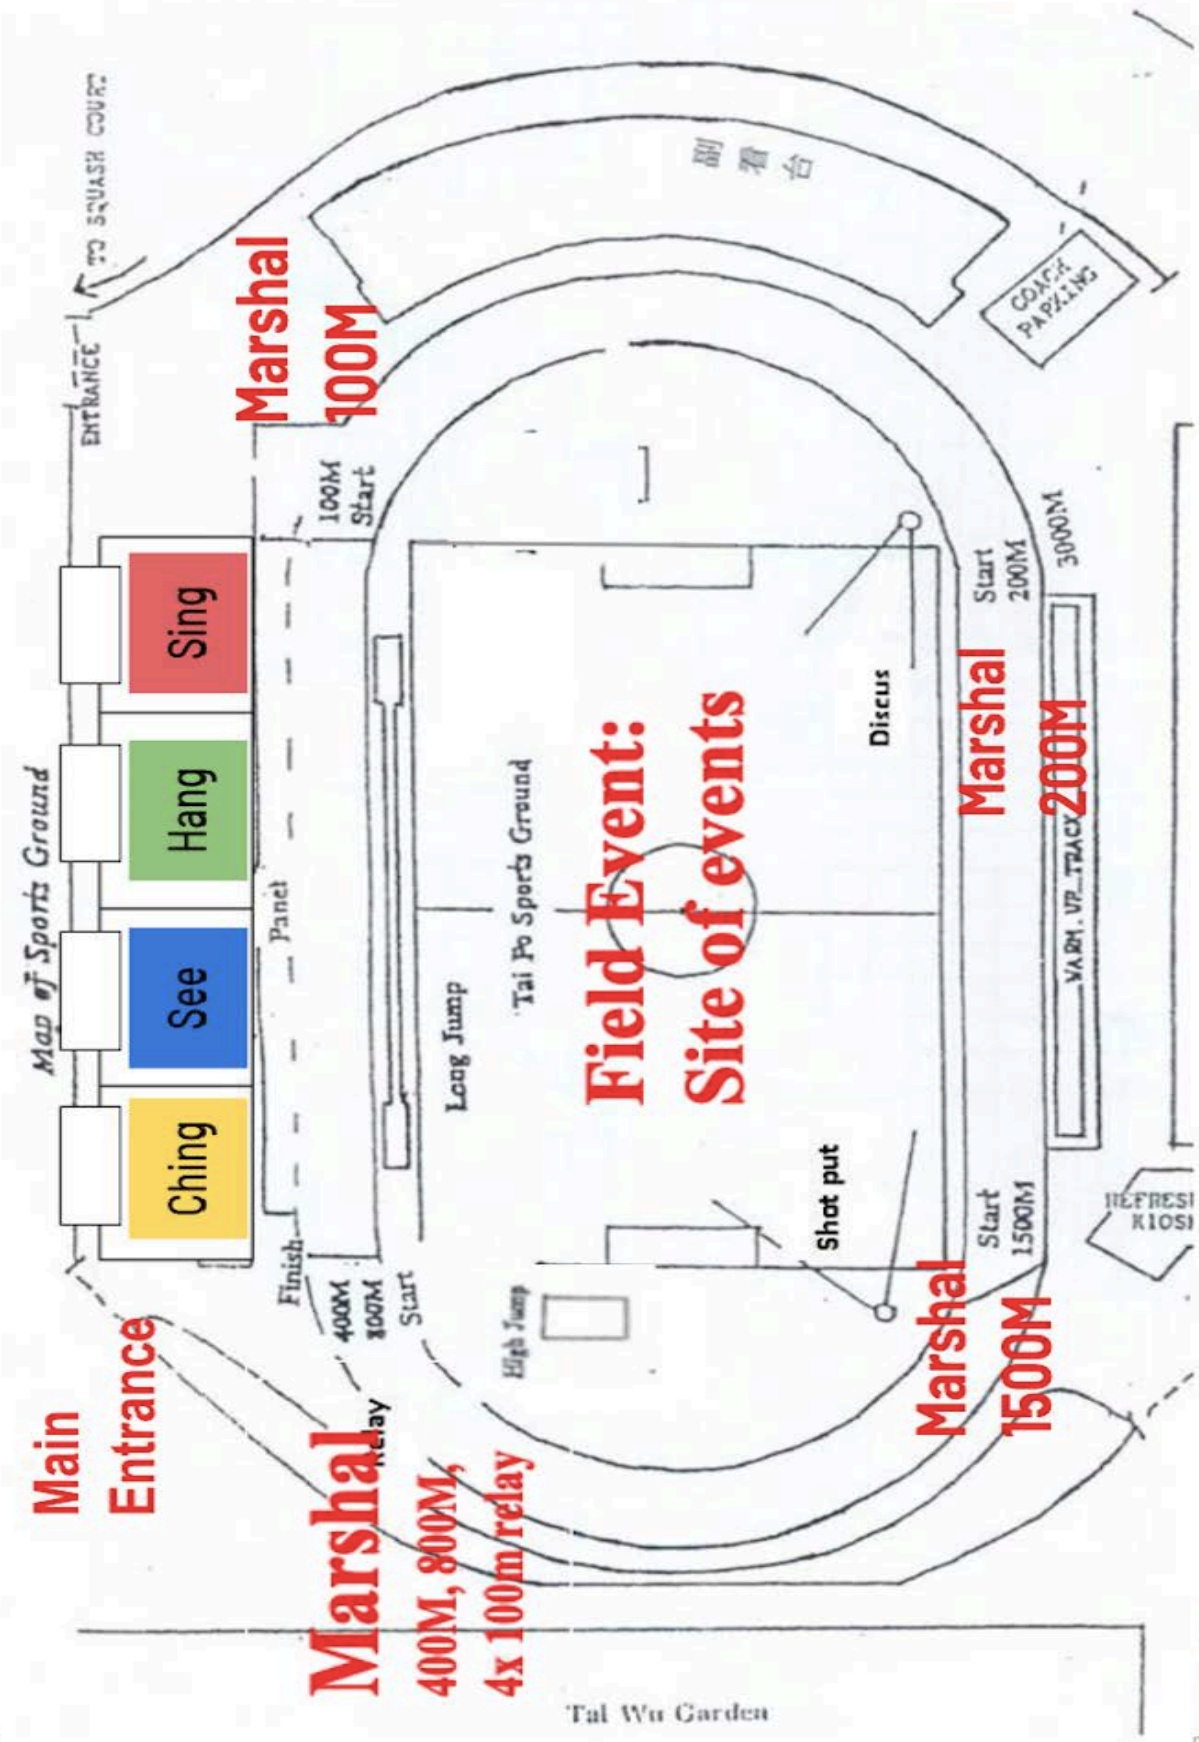 Map of Sports Ground
Main
Entrance
Ching
See
Hang
Sing
ENTRANCE
TO SQUASH COURT
Marshal
100M
Panel
Finish
100M
Start
400M
800M
Start
Relay
Marshal
400M, 800M,
4x 100m relay
Long Jump
High Jump
Tai Po Sports Ground
Field Event:
Site of events
副看台
Shot put
Discus
Start
1500M
Marshal
1500M
Start
200M
3000M
Marshal
200M
WARM. UP. TRACK
COACH
PARKING
Tai Wu Garden